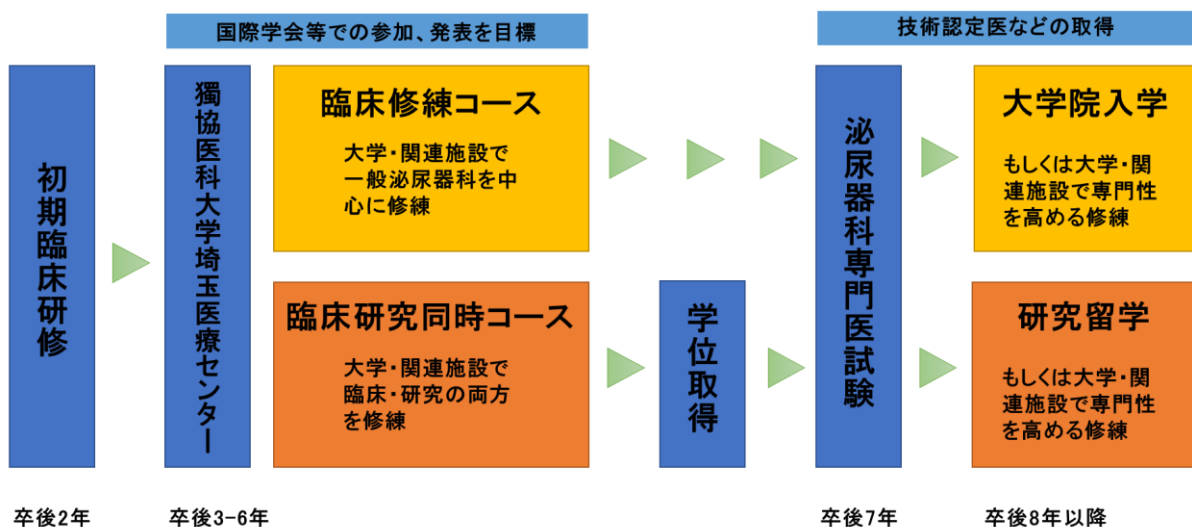 国際学会等での参加、発表を目標
技術認定医などの取得
初期臨床研修
獨協医科大学埼玉医療センター
臨床修練コース
大学・関連施設で
一般泌尿器科を中
心に修練
臨床研究同時コース
大学・関連施設で
臨床・研究の両方
を修練
学位取得
泌尿器科専門医試験
大学院入学
もしくは大学・関
連施設で専門性
を高める修練
研究留学
もしくは大学・関
連施設で専門性
を高める修練
卒後2年
卒後3-6年
卒後7年
卒後8年以降